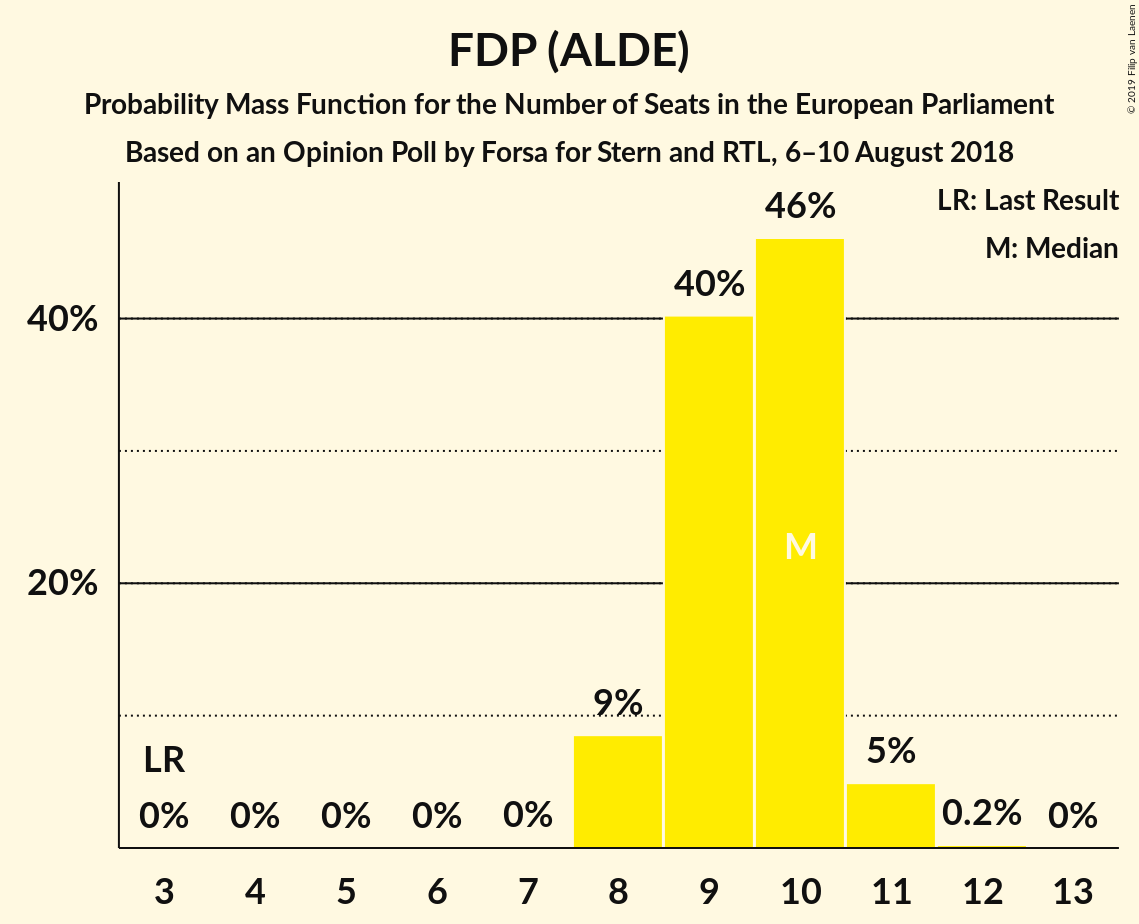 FDP (ALDE)
Probability Mass Function for the Number of Seats in the European Parliament
Based on an Opinion Poll by Forsa for Stern and RTL, 6–10 August 2018
© 2019 Filip van Laenen
LR: Last Result
M: Median
46%
40%
40%
M
20%
9%
5%
LR
0% 0% 0% 0% 0% 0.2% 0%
3 4 5 6 7 8 9 10 11 12 13